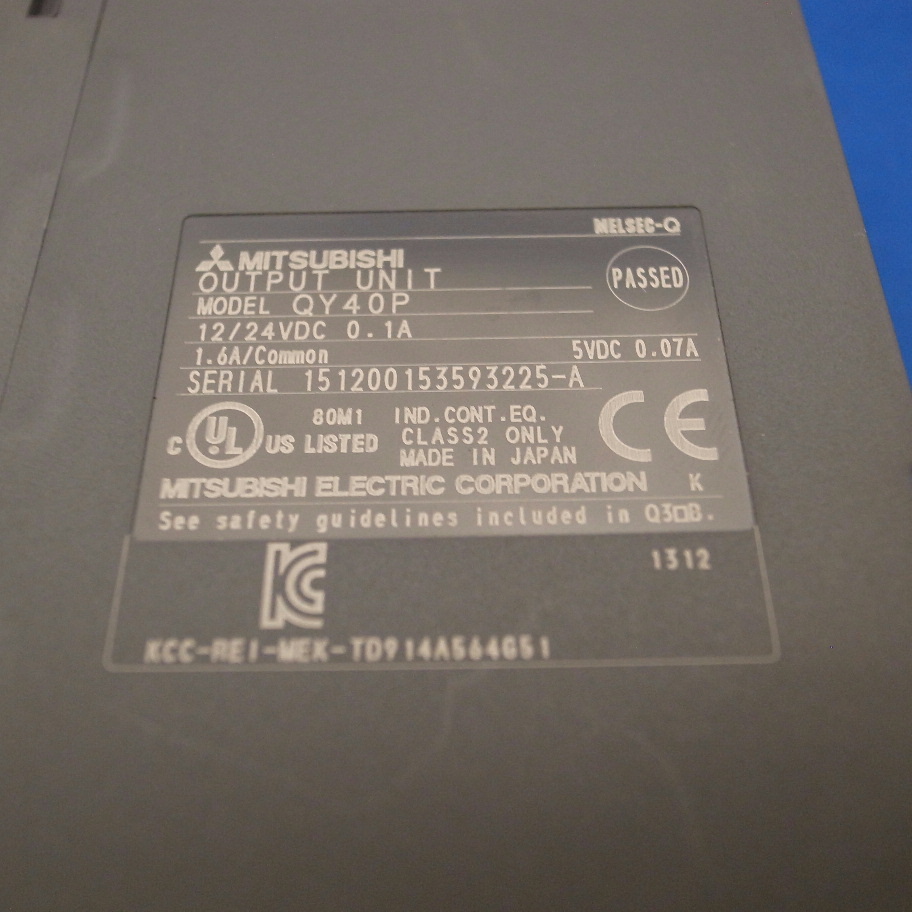 MELSEC-Q
MITSUBISHI
OUTPUT UNIT
PASSED
MODEL QY40P
12/24VDC 0.1A
1.6A/Common 5VDC 0.07A
SERIAL 151200153593225-A
C UL US LISTED 80M1 IND.CONT.EQ.
CLASS2 ONLY
MADE IN JAPAN
CE
MITSUBISHI ELECTRIC CORPORATION K
See safety guidelines included in Q3□B.
1312
KCC-REI-MEK-TD914A564G51